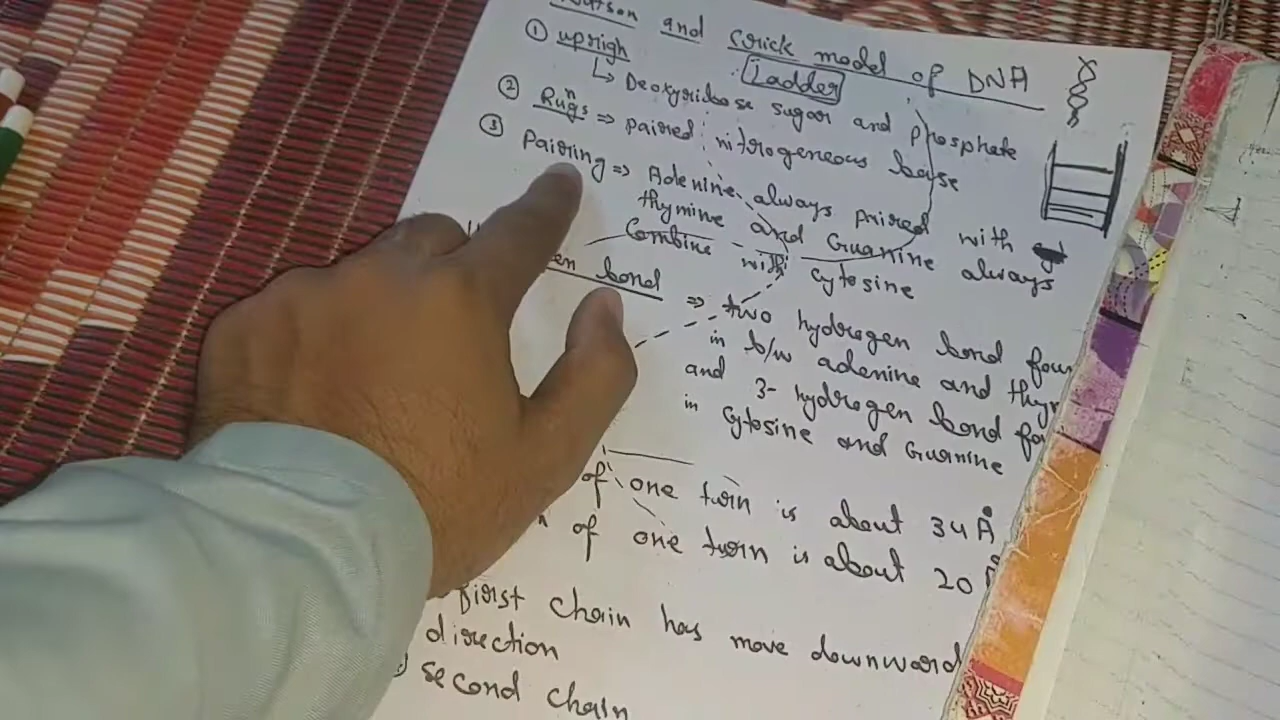 and Crick model of DNA
Ladder
① uprigh
↳ Deoxyribose sugar and phosphate
② Rungs ⇒ paired nitrogeneous base
③ Pairing ⇒ Adenine always priired with
thymine and Guanine always
Combine with cytosine
bond ⇒ two hydrogen bond
in b/w adenine and
and 3- hydrogen bond
in Cytosine and Guanine
of one turn is about 34 Å
of one turn is about 20
first chain has move downward
direction
second chain